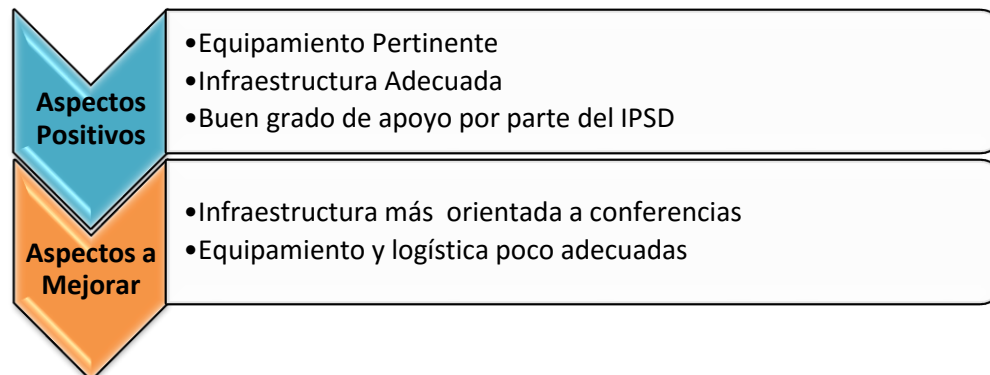 Aspectos
Positivos
•Equipamiento Pertinente
•Infraestructura Adecuada
•Buen grado de apoyo por parte del IPSD
Aspectos a
Mejorar
•Infraestructura más  orientada a conferencias
•Equipamiento y logística poco adecuadas